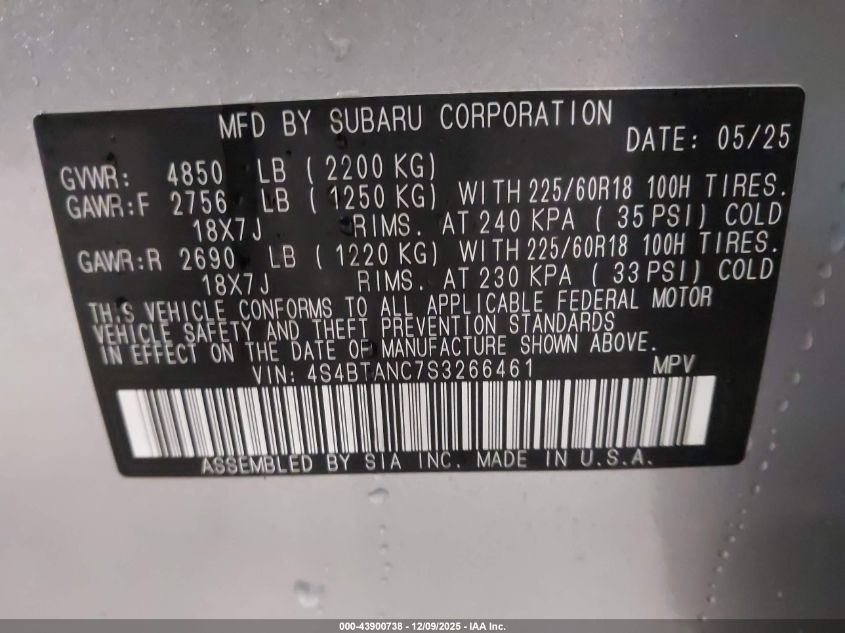 MFD BY SUBARU CORPORATION
DATE: 05/25
GVWR: 4850 LB ( 2200 KG)
GAWR:F 2756 LB ( 1250 KG) WITH 225/60R18 100H TIRES.
18X7J RIMS. AT 240 KPA ( 35 PSI) COLD
GAWR:R 2690 LB ( 1220 KG) WITH 225/60R18 100H TIRES.
18X7J RIMS. AT 230 KPA ( 33 PSI) COLD
THIS VEHICLE CONFORMS TO ALL APPLICABLE FEDERAL MOTOR
VEHICLE SAFETY AND THEFT PREVENTION STANDARDS
IN EFFECT ON THE DATE OF MANUFACTURE SHOWN ABOVE.
VIN: 4S4BTANC7S3266461 MPV
ASSEMBLED BY SIA INC. MADE IN U.S.A.
000-43900738 - 12/09/2025 - IAA Inc.